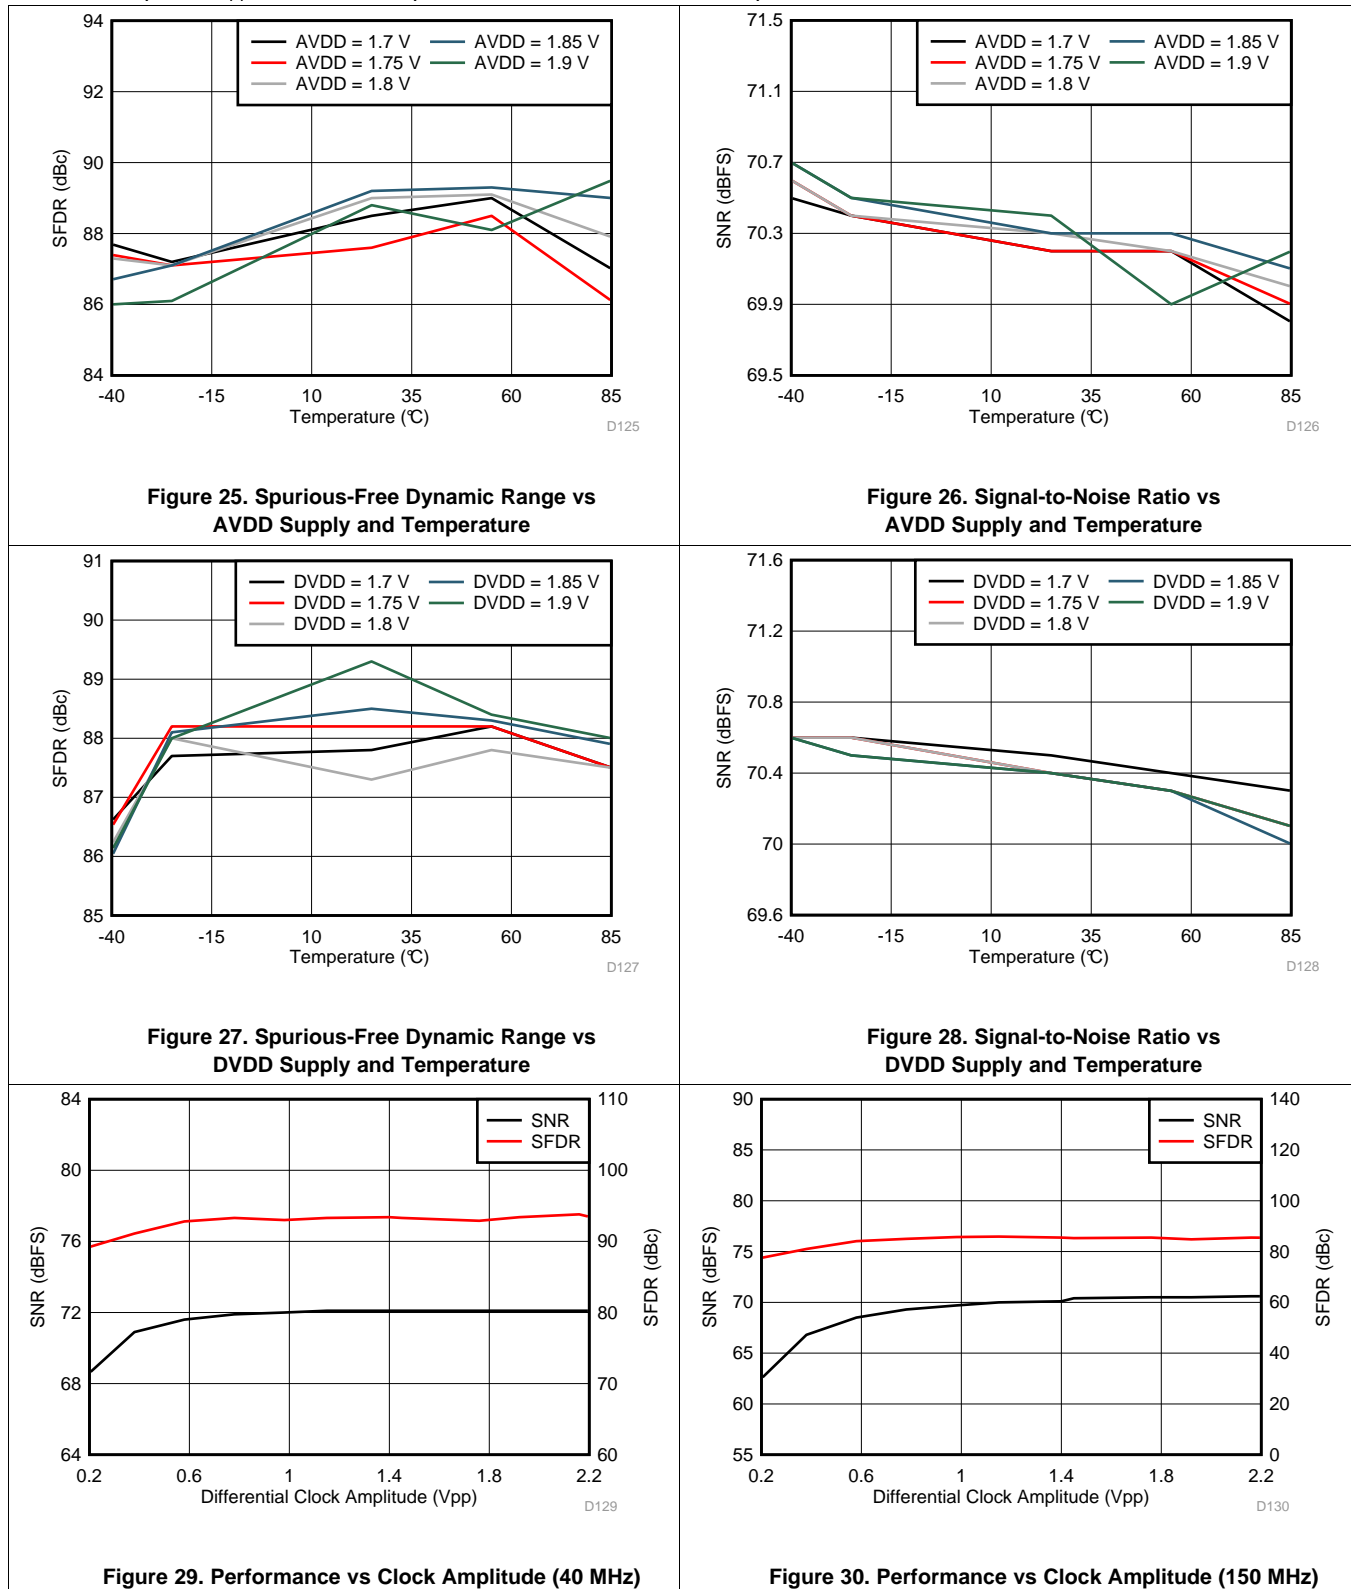 94
92
90
88
86
84
SFDR (dBc)
AVDD = 1.7 V
AVDD = 1.75 V
AVDD = 1.8 V
AVDD = 1.85 V
AVDD = 1.9 V
-40 -15 10 35 60 85
Temperature (°C)
D125
Figure 25. Spurious-Free Dynamic Range vs
AVDD Supply and Temperature
71.5
71.1
70.7
70.3
69.9
69.5
SNR (dBFS)
AVDD = 1.7 V
AVDD = 1.75 V
AVDD = 1.8 V
AVDD = 1.85 V
AVDD = 1.9 V
-40 -15 10 35 60 85
Temperature (°C)
D126
Figure 26. Signal-to-Noise Ratio vs
AVDD Supply and Temperature
91
90
89
88
87
86
85
SFDR (dBc)
DVDD = 1.7 V
DVDD = 1.75 V
DVDD = 1.8 V
DVDD = 1.85 V
DVDD = 1.9 V
-40 -15 10 35 60 85
Temperature (°C)
D127
Figure 27. Spurious-Free Dynamic Range vs
DVDD Supply and Temperature
71.6
71.2
70.8
70.4
70
69.6
SNR (dBFS)
DVDD = 1.7 V
DVDD = 1.75 V
DVDD = 1.8 V
DVDD = 1.85 V
DVDD = 1.9 V
-40 -15 10 35 60 85
Temperature (°C)
D128
Figure 28. Signal-to-Noise Ratio vs
DVDD Supply and Temperature
84
80
76
72
68
64
SNR (dBFS)
SNR
SFDR
110
100
90
80
70
60
SFDR (dBc)
0.2 0.6 1 1.4 1.8 2.2
Differential Clock Amplitude (Vpp)
D129
Figure 29. Performance vs Clock Amplitude (40 MHz)
90
85
80
75
70
65
60
55
SNR (dBFS)
SNR
SFDR
140
120
100
80
60
40
20
0
SFDR (dBc)
0.2 0.6 1 1.4 1.8 2.2
Differential Clock Amplitude (Vpp)
D130
Figure 30. Performance vs Clock Amplitude (150 MHz)